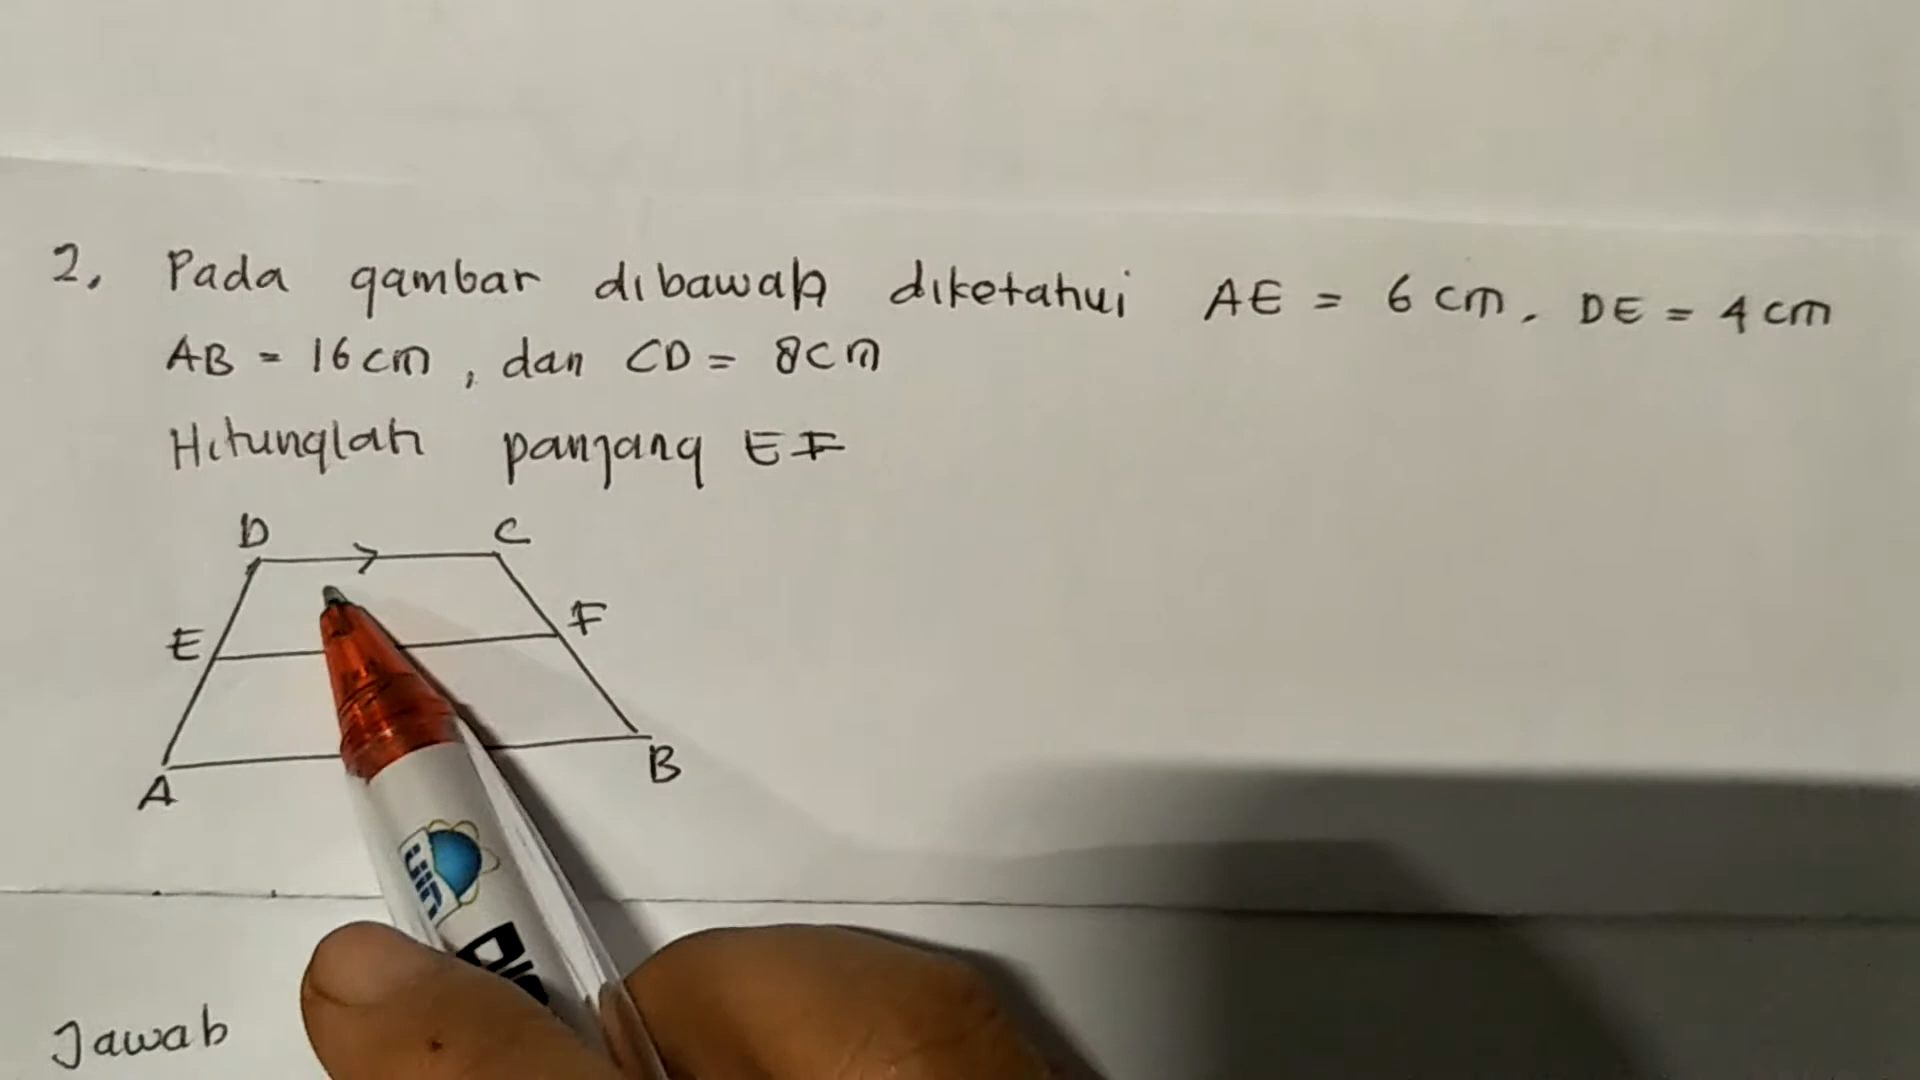 2, Pada gambar dibawah diketahui AE = 6 cm, DE = 4 cm
AB = 16 cm, dan CD = 8 cm
Hitunglah panjang EF
D C
E F
A B
uin
Jawab